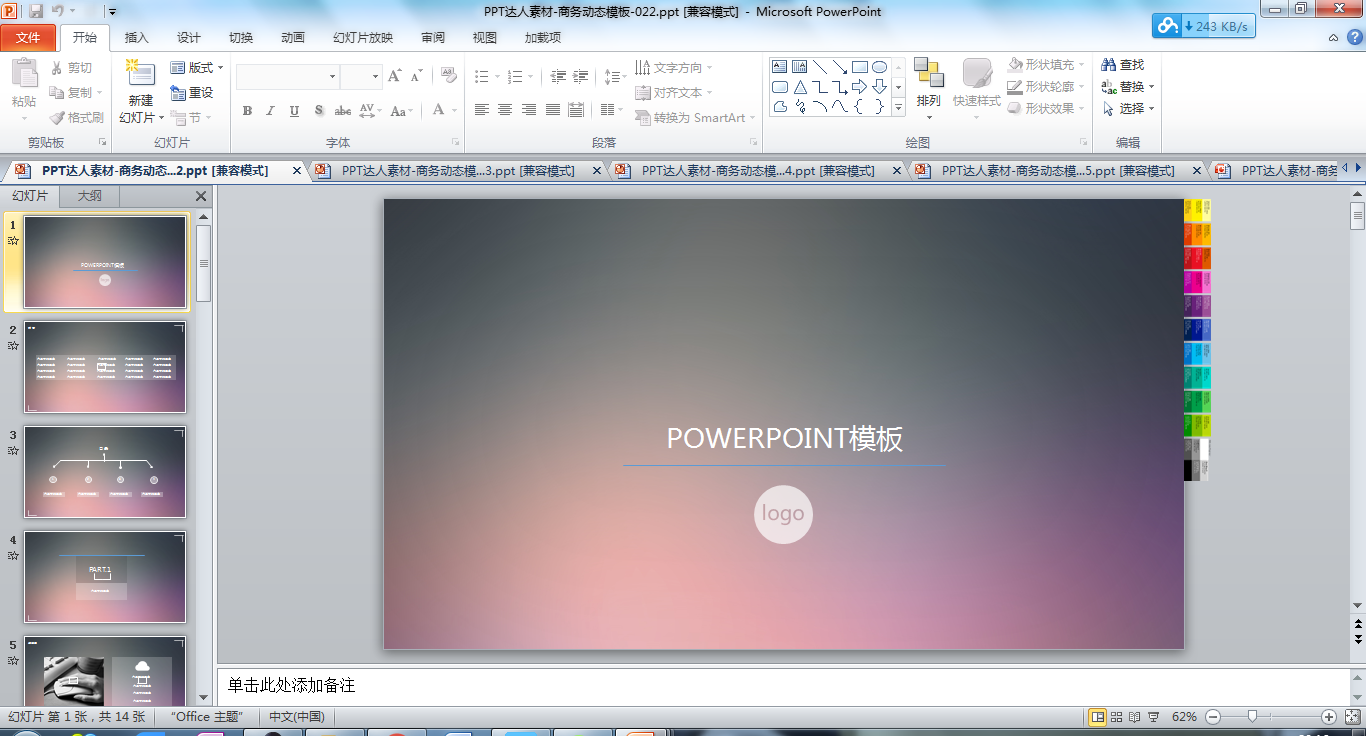 PPT达人素材-商务动态模板-022.ppt [兼容模式] - Microsoft PowerPoint
243 KB/s
文件 开始 插入 设计 切换 动画 幻灯片放映 审阅 视图 加载项
粘贴 剪切 复制 格式刷
新建 幻灯片 版式 重设 节
B I U S abc AV Aa A
文字方向 对齐文本 转换为 SmartArt
排列 快速样式 形状填充 形状轮廓 形状效果
查找 替换 选择
剪贴板 幻灯片 字体 段落 绘图 编辑
PPT达人素材-商务动态...2.ppt [兼容模式] PPT达人素材-商务动态模...3.ppt [兼容模式] PPT达人素材-商务动态模...4.ppt [兼容模式] PPT达人素材-商务动态模...5.ppt [兼容模式] PPT达人素材-商务
幻灯片 大纲
1
POWERPOINT模板
2
3
4
PART 1
5
POWERPOINT模板
logo
单击此处添加备注
幻灯片 第 1 张，共 14 张 “Office 主题” 中文(中国) 62%